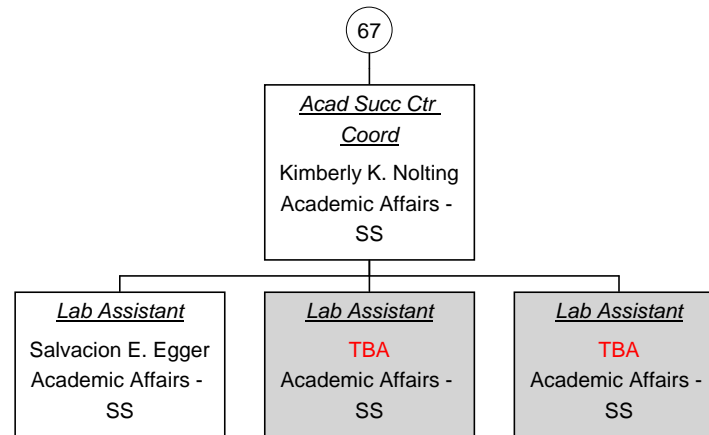 67
Acad Succ Ctr
Coord
Kimberly K. Nolting
Academic Affairs -
SS
Lab Assistant
Salvacion E. Egger
Academic Affairs -
SS
Lab Assistant
TBA
Academic Affairs -
SS
Lab Assistant
TBA
Academic Affairs -
SS